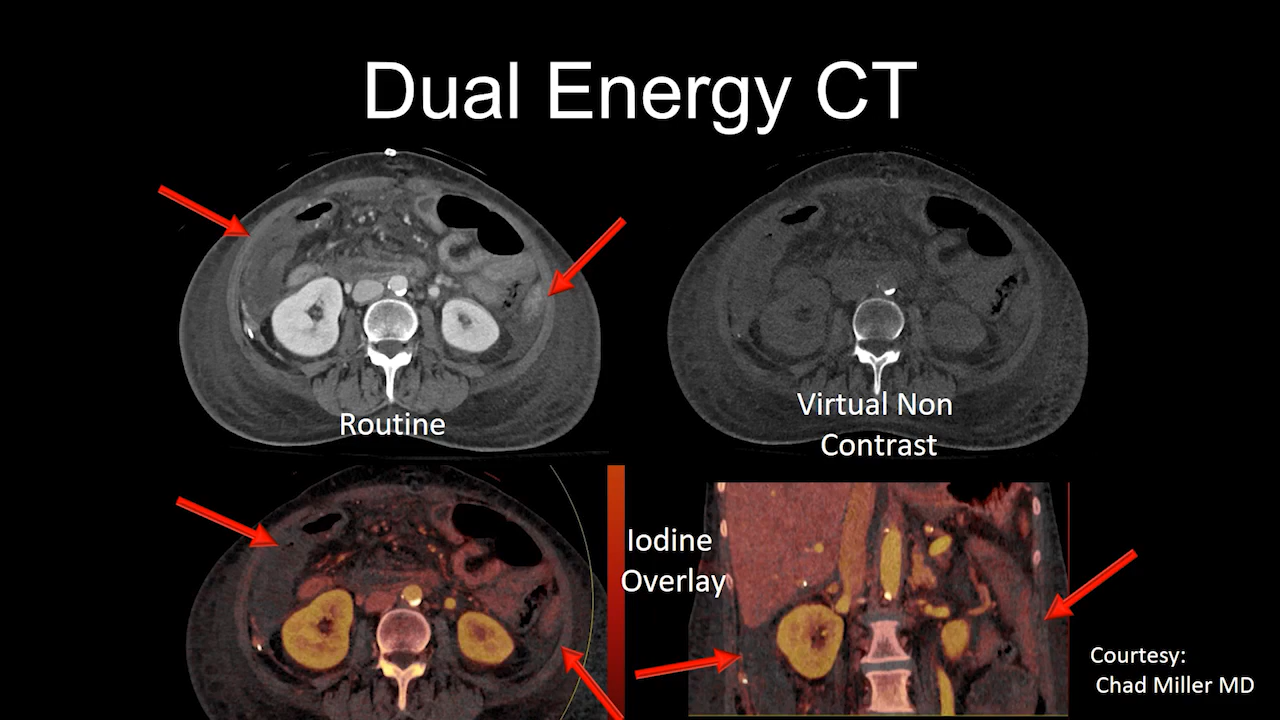 Dual Energy CT
Routine
Virtual Non
Contrast
Iodine
Overlay
Courtesy:
Chad Miller MD